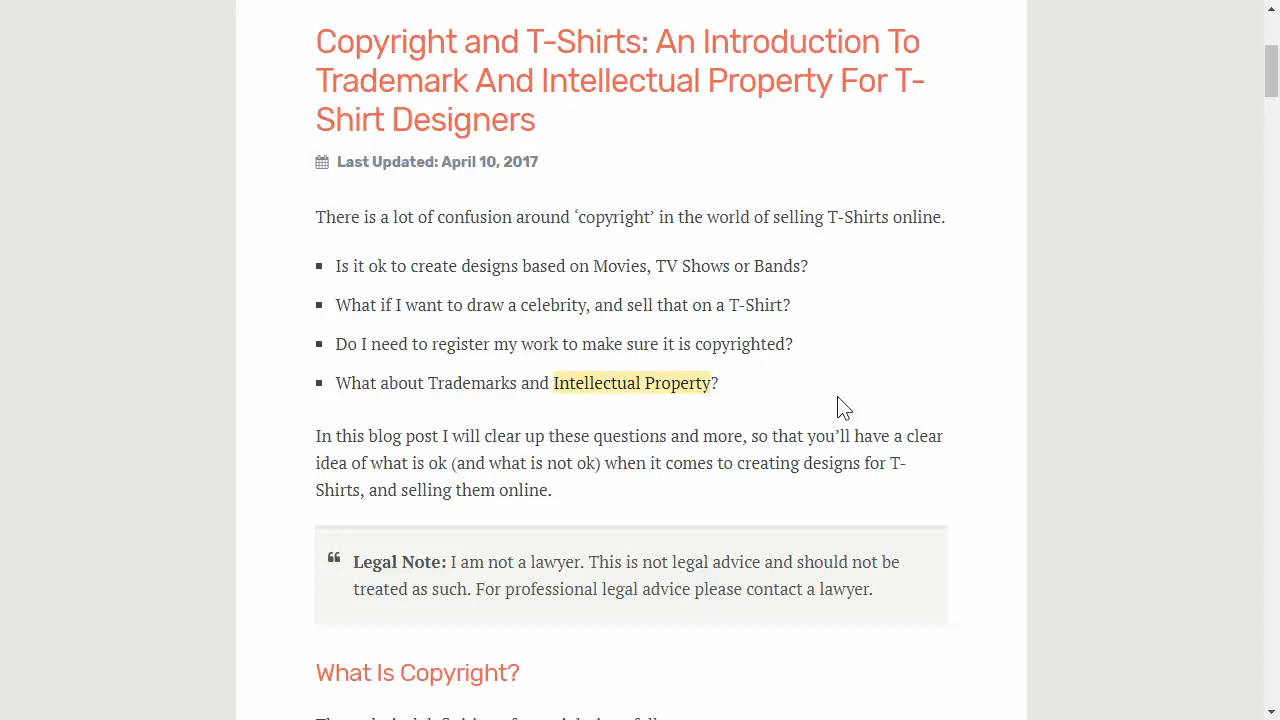 Copyright and T-Shirts: An Introduction To
Trademark And Intellectual Property For T-
Shirt Designers
Last Updated: April 10, 2017
There is a lot of confusion around ‘copyright’ in the world of selling T-Shirts online.
Is it ok to create designs based on Movies, TV Shows or Bands?
What if I want to draw a celebrity, and sell that on a T-Shirt?
Do I need to register my work to make sure it is copyrighted?
What about Trademarks and Intellectual Property?
In this blog post I will clear up these questions and more, so that you’ll have a clear
idea of what is ok (and what is not ok) when it comes to creating designs for T-
Shirts, and selling them online.
Legal Note: I am not a lawyer. This is not legal advice and should not be
treated as such. For professional legal advice please contact a lawyer.
What Is Copyright?